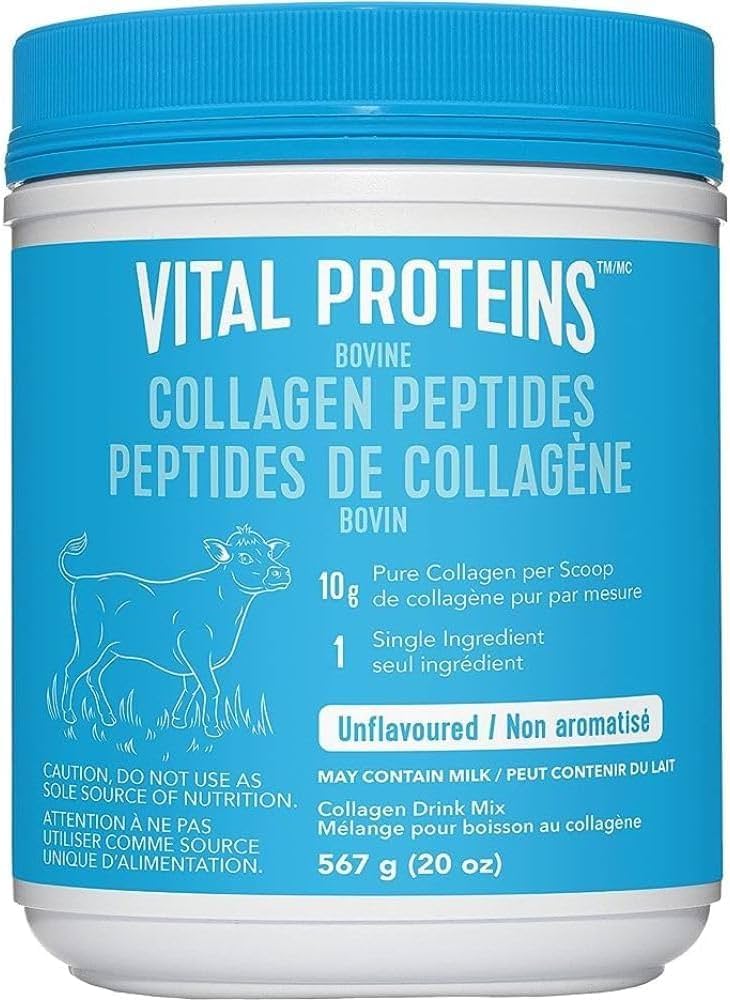 VITAL PROTEINS TM/MC
BOVINE
COLLAGEN PEPTIDES
PEPTIDES DE COLLAGÈNE
BOVIN
10g Pure Collagen per Scoop
de collagène pur par mesure
1 Single Ingredient
seul ingrédient
Unflavoured / Non aromatisé
MAY CONTAIN MILK / PEUT CONTENIR DU LAIT
Collagen Drink Mix
Mélange pour boisson au collagène
567 g (20 oz)
CAUTION, DO NOT USE AS
SOLE SOURCE OF NUTRITION.
ATTENTION À NE PAS
UTILISER COMME SOURCE
UNIQUE D'ALIMENTATION.